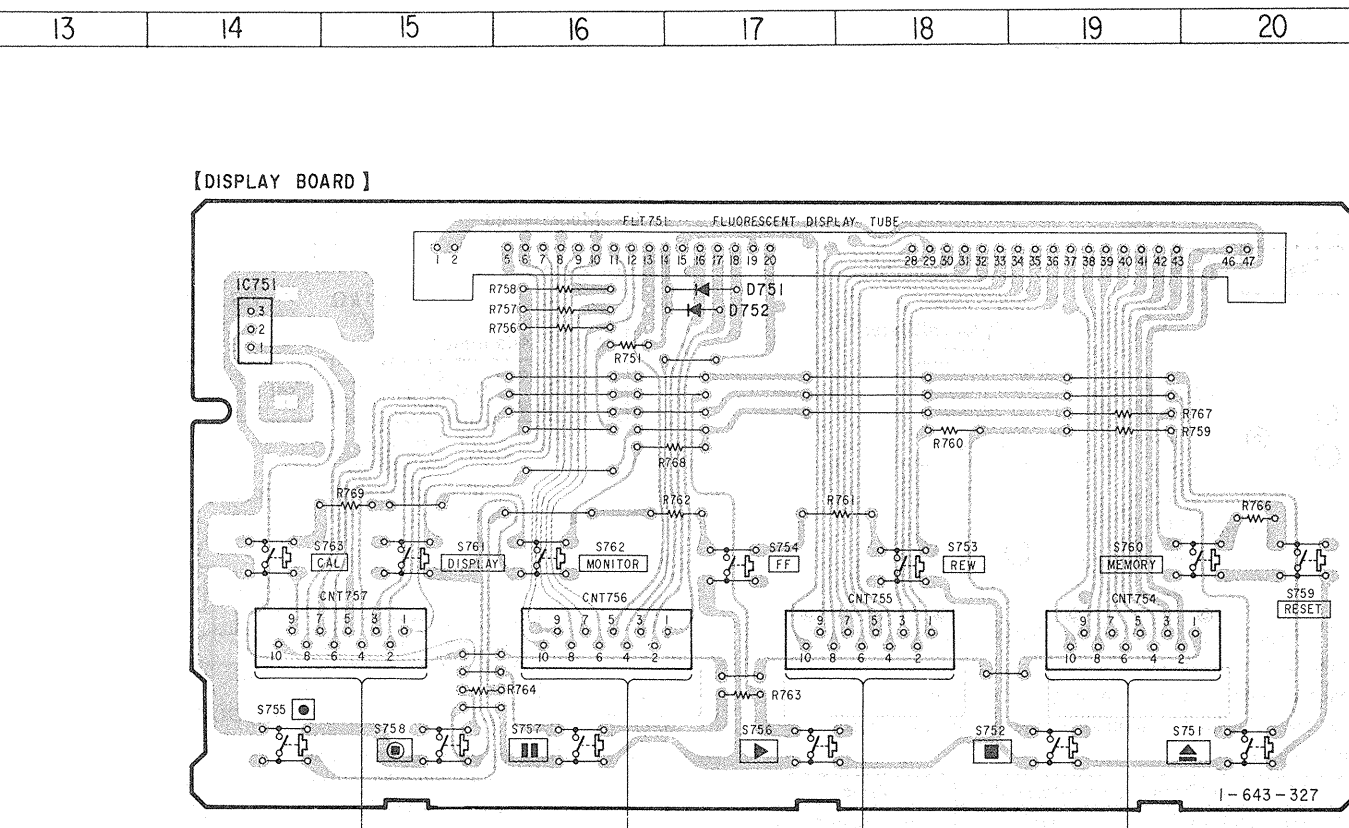 13 14 15 16 17 18 19 20
【DISPLAY BOARD】
FLT751 FLUORESCENT DISPLAY TUBE
1 2 5 6 7 8 9 10 11 12 13 14 15 16 17 18 19 20 28 29 30 31 32 33 34 35 36 37 38 39 40 41 42 43 46 47
IC751
3
2
1
R758
R757
R756
R751
D751
D752
R767
R759
R760
R768
R769
R762
R761
R766
S763
CAL
S761
DISPLAY
S762
MONITOR
S754
FF
S753
REW
S760
MEMORY
S759
RESET
CNT757
9 7 5 3 1
10 8 6 4 2
CNT756
9 7 5 3 1
10 8 6 4 2
CNT755
9 7 5 3 1
10 8 6 4 2
CNT754
9 7 5 3 1
10 8 6 4 2
R764
R763
S755
S758
S757
S756
S752
S751
1-643-327